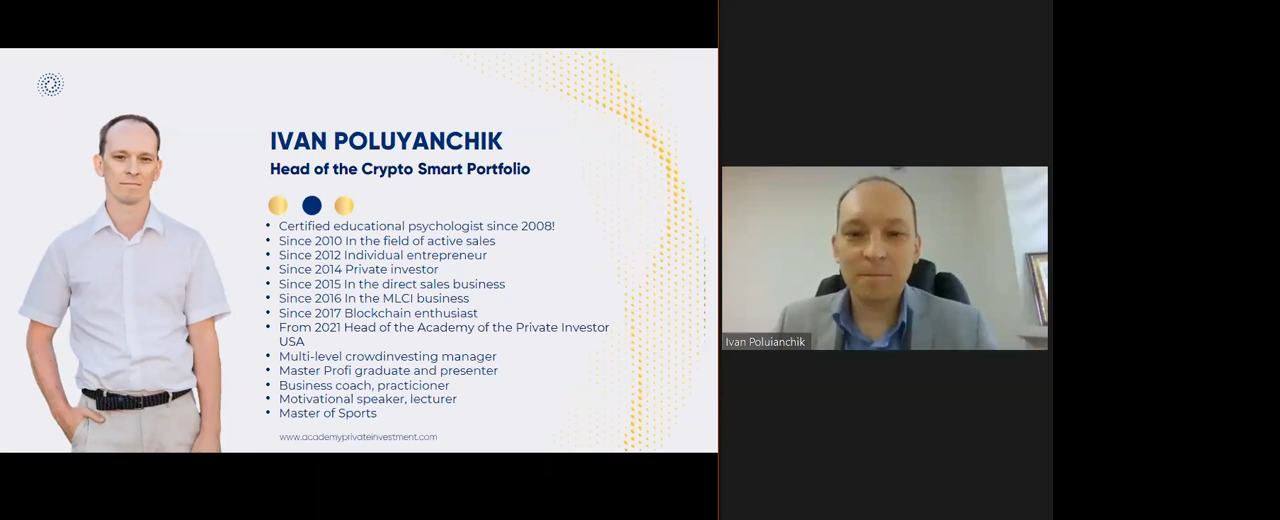 IVAN POLUYANCHIK
Head of the Crypto Smart Portfolio
• Certified educational psychologist since 2008!
• Since 2010 In the field of active sales
• Since 2012 Individual entrepreneur
• Since 2014 Private investor
• Since 2015 In the direct sales business
• Since 2016 In the MLCI business
• Since 2017 Blockchain enthusiast
• From 2021 Head of the Academy of the Private Investor
USA
• Multi-level crowdinvesting manager
• Master Profi graduate and presenter
• Business coach, practicioner
• Motivational speaker, lecturer
• Master of Sports
www.academyprivateinvestment.com
Ivan Poluianchik